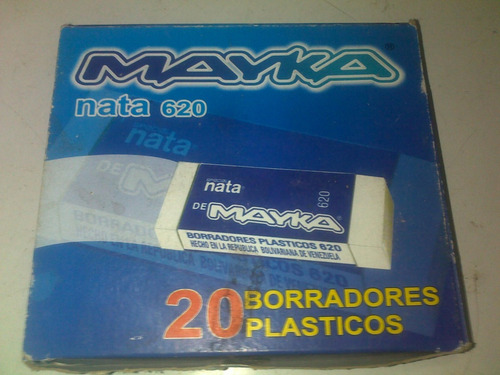 MAYKA®
nata 620
nata
nata
620
DE MAYKA®
BORRADORES PLASTICOS 620
HECHO EN LA REPUBLICA BOLIVARIANA DE VENEZUELA
20 BORRADORES
PLASTICOS